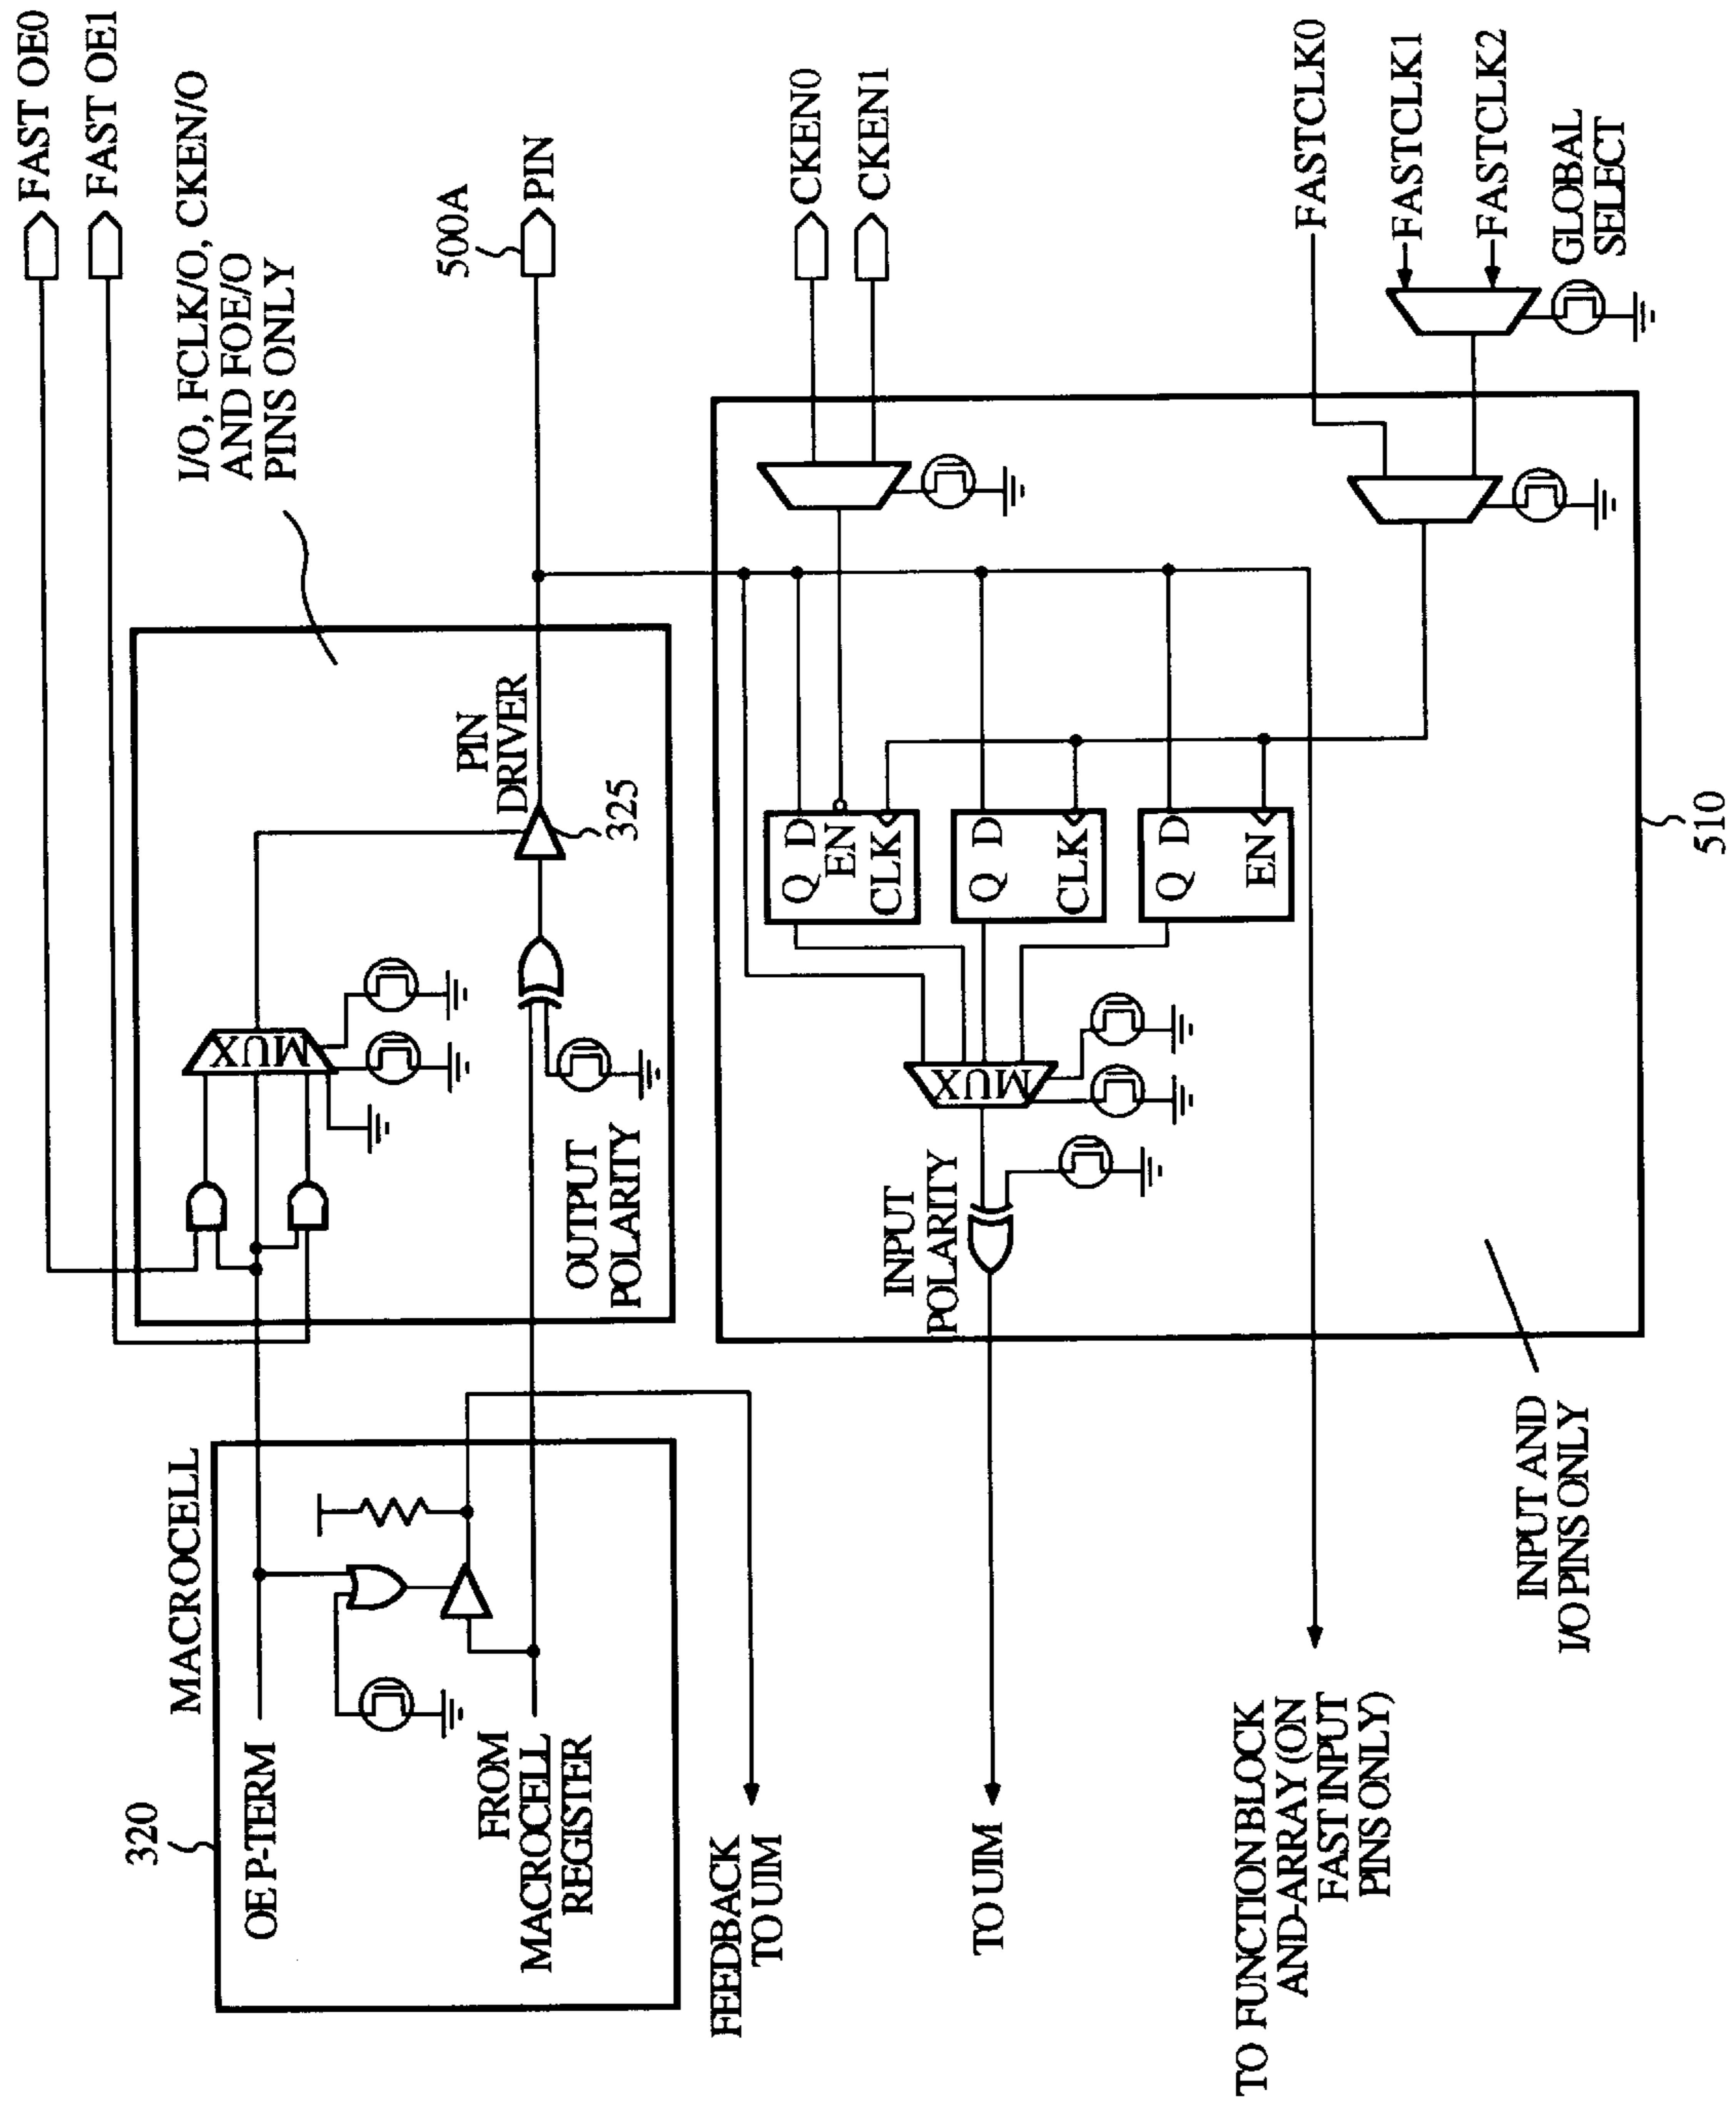 FAST OE0
FAST OE1
I/O, FCLK/O, CKEN/O
AND FOE/O
PINS ONLY
MUX
OUTPUT
POLARITY
PIN
DRIVER
325
500A
PIN
MACROCELL
320
OE P-TERM
FROM
MACROCELL
REGISTER
FEEDBACK
TO UIM
CKEN0
CKEN1
Q D
EN
CLK
Q D
CLK
Q D
EN
MUX
INPUT
POLARITY
TO UIM
FASTCLK0
FASTCLK1
FASTCLK2
GLOBAL
SELECT
TO FUNCTION BLOCK
AND-ARRAY (ON
FAST INPUT
PINS ONLY)
INPUT AND
I/O PINS ONLY
510